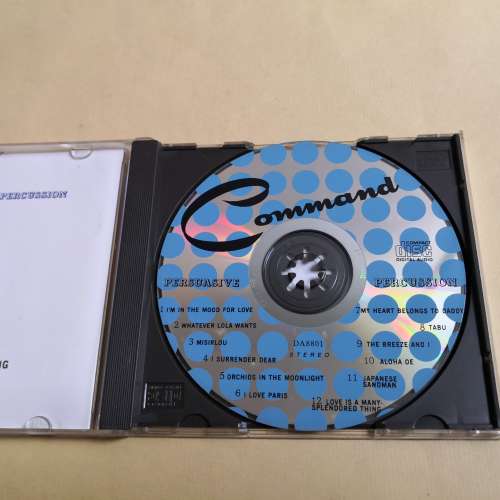 PERCUSSION
NG
Command
COMPACT
disc
DIGITAL AUDIO
PERSUASIVE PERCUSSION
1 I'M IN THE MOOD FOR LOVE
2 WHATEVER LOLA WANTS
3 MISIRLOU
4 I SURRENDER DEAR
5 ORCHIDS IN THE MOONLIGHT
6 I LOVE PARIS
DA8801
STEREO
7 MY HEART BELONGS TO DADDY
8 TABU
9 THE BREEZE AND I
10 ALOHA OE
11 JAPANESE
SANDMAN
12 LOVE IS A MANY-
SPLENDORED THING